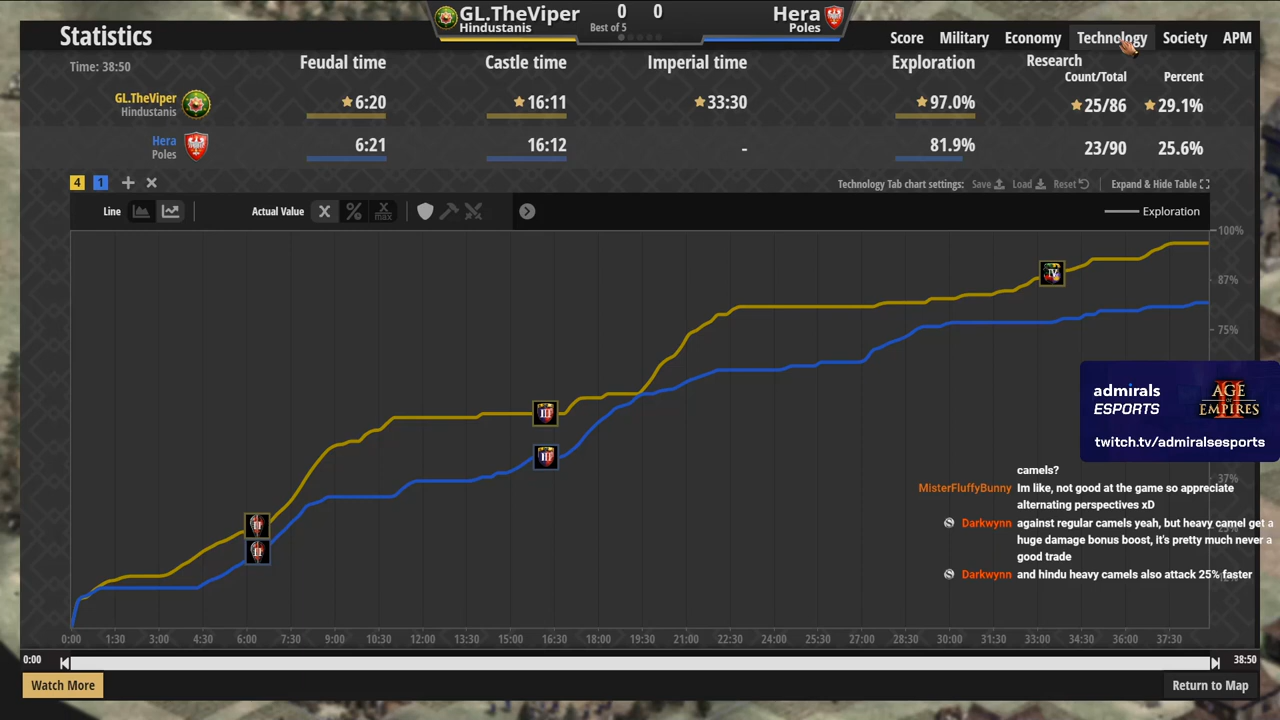 Statistics
GL.TheViper
Hindustanis
0 0
Best of 5
Hera
Poles
Score Military Economy Technology Society APM
Time: 38:50
Feudal time Castle time Imperial time Exploration Research
Count/Total Percent
GL.TheViper
Hindustanis
6:20 16:11 33:30 97.0% 25/86 29.1%
Hera
Poles
6:21 16:12 - 81.9% 23/90 25.6%
4 1
Technology Tab chart settings: Save Load Reset Expand & Hide Table
Line Actual Value X % X max
Exploration
100%
IV
87%
75%
III
III
II
II
admirals
ESPORTS
AGE OF EMPIRES
II
twitch.tv/admiralsesports
camels?
37%
MisterFluffyBunny Im like, not good at the game so appreciate
alternating perspectives xD
Darkwynn against regular camels yeah, but heavy camel get a
huge damage bonus boost, it's pretty much never a
good trade
Darkwynn and hindu heavy camels also attack 25% faster
0:00 1:30 3:00 4:30 6:00 7:30 9:00 10:30 12:00 13:30 15:00 16:30 18:00 19:30 21:00 22:30 24:00 25:30 27:00 28:30 30:00 31:30 33:00 34:30 36:00 37:30
0:00 38:50
Watch More Return to Map